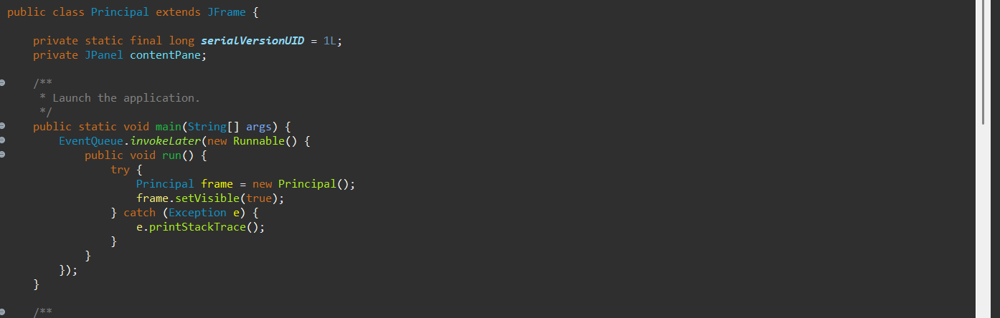 public class Principal extends JFrame {
private static final long serialVersionUID = 1L;
private JPanel contentPane;
/**
* Launch the application.
*/
public static void main(String[] args) {
EventQueue.invokeLater(new Runnable() {
public void run() {
try {
Principal frame = new Principal();
frame.setVisible(true);
} catch (Exception e) {
e.printStackTrace();
}
}
});
}
/**